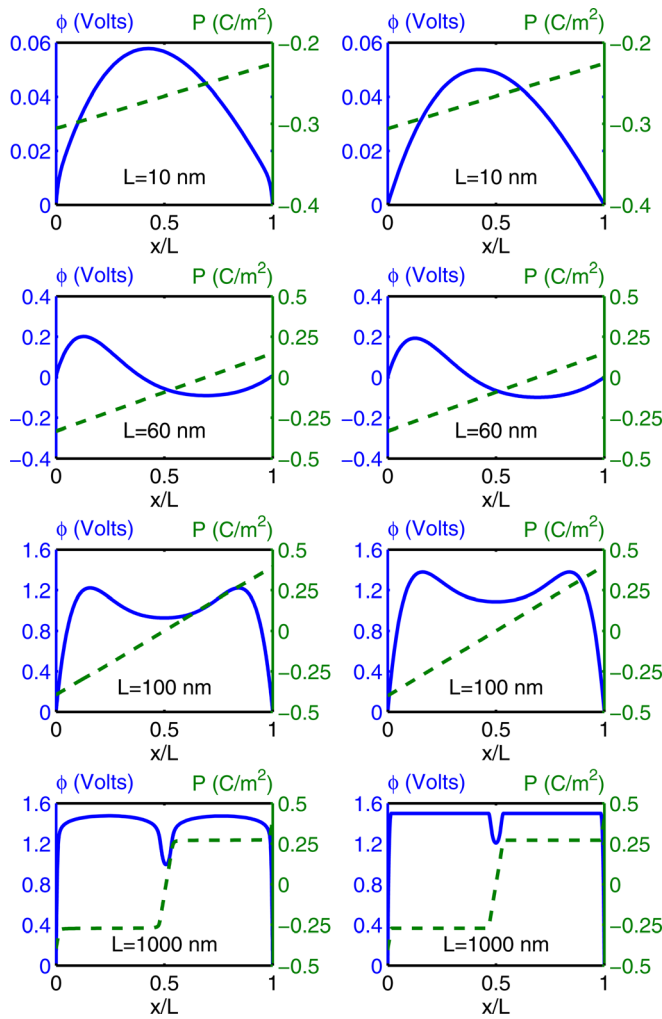 φ (Volts) P (C/m²) φ (Volts) P (C/m²)
0.06 −0.2 0.06 −0.2
0.04 0.04
−0.3 −0.3
0.02 0.02
L=10 nm L=10 nm
0 −0.4 0 −0.4
0 0.5 1 0 0.5 1
x/L x/L
φ (Volts) P (C/m²) φ (Volts) P (C/m²)
0.4 0.5 0.4 0.5
0.2 0.25 0.2 0.25
0 0 0 0
−0.2 −0.25 −0.2 −0.25
L=60 nm L=60 nm
−0.4 −0.5 −0.4 −0.5
0 0.5 1 0 0.5 1
x/L x/L
φ (Volts) P (C/m²) φ (Volts) P (C/m²)
1.6 0.5 1.6 0.5
1.2 0.25 1.2 0.25
0.8 0 0.8 0
0.4 −0.25 0.4 −0.25
L=100 nm L=100 nm
0 −0.5 0 −0.5
0 0.5 1 0 0.5 1
x/L x/L
φ (Volts) P (C/m²) φ (Volts) P (C/m²)
1.6 0.5 1.6 0.5
1.2 0.25 1.2 0.25
0.8 0 0.8 0
0.4 −0.25 0.4 −0.25
L=1000 nm L=1000 nm
0 −0.5 0 −0.5
0 0.5 1 0 0.5 1
x/L x/L